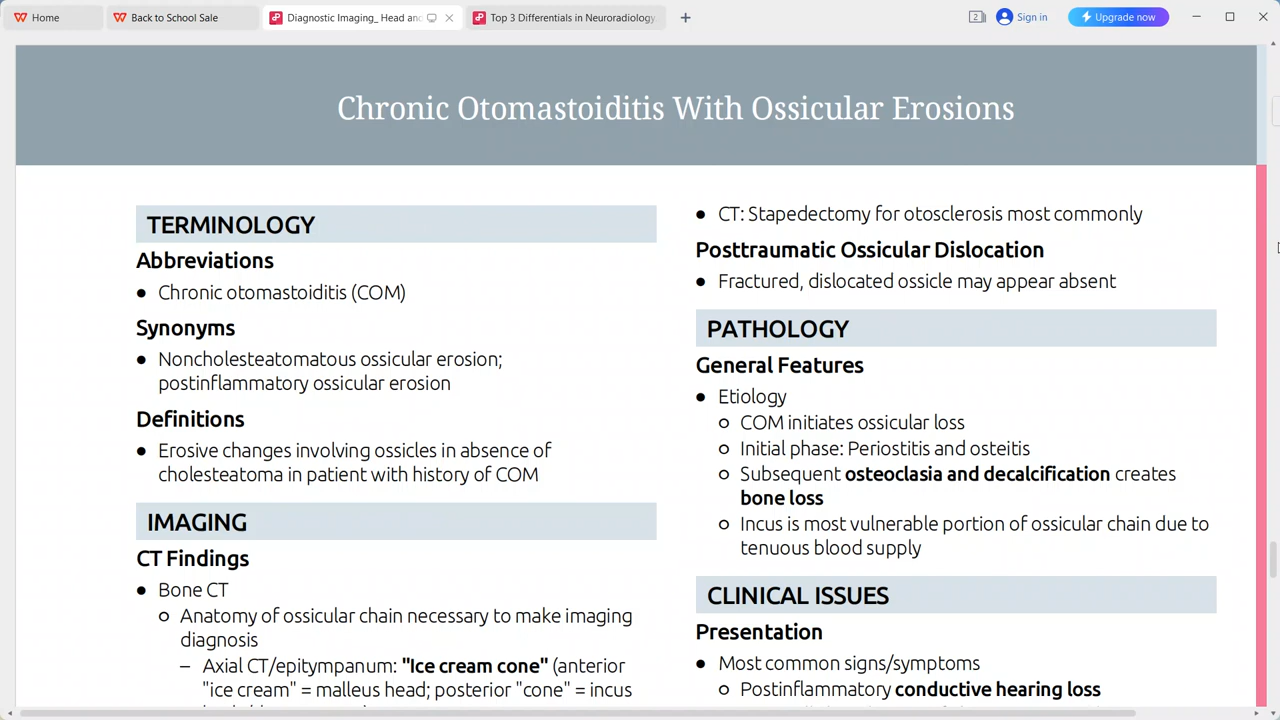 Home
Back to School Sale
Diagnostic Imaging_ Head and
Top 3 Differentials in Neuroradiology
2
Sign in
Upgrade now
Chronic Otomastoiditis With Ossicular Erosions
TERMINOLOGY
Abbreviations
● Chronic otomastoiditis (COM)
Synonyms
● Noncholesteatomatous ossicular erosion;
postinflammatory ossicular erosion
Definitions
● Erosive changes involving ossicles in absence of
cholesteatoma in patient with history of COM
IMAGING
CT Findings
● Bone CT
○ Anatomy of ossicular chain necessary to make imaging
diagnosis
– Axial CT/epitympanum: "Ice cream cone" (anterior
"ice cream" = malleus head; posterior "cone" = incus
● CT: Stapedectomy for otosclerosis most commonly
Posttraumatic Ossicular Dislocation
● Fractured, dislocated ossicle may appear absent
PATHOLOGY
General Features
● Etiology
○ COM initiates ossicular loss
○ Initial phase: Periostitis and osteitis
○ Subsequent osteoclasia and decalcification creates
bone loss
○ Incus is most vulnerable portion of ossicular chain due to
tenuous blood supply
CLINICAL ISSUES
Presentation
● Most common signs/symptoms
○ Postinflammatory conductive hearing loss